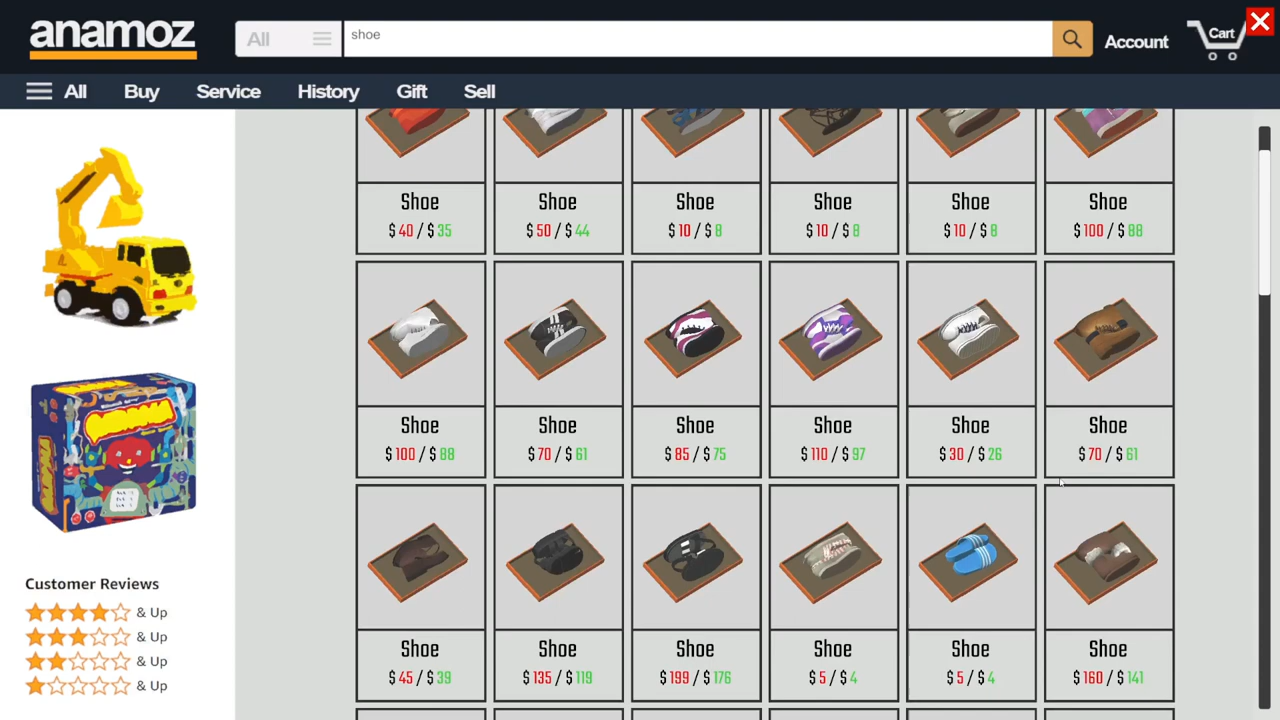 anamoz
All
shoe
Account
Cart
All Buy Service History Gift Sell
Shoe Shoe Shoe Shoe Shoe Shoe
$ 40 / $ 35 $ 50 / $ 44 $ 10 / $ 8 $ 10 / $ 8 $ 10 / $ 8 $ 100 / $ 88
Shoe Shoe Shoe Shoe Shoe Shoe
$ 100 / $ 88 $ 70 / $ 61 $ 85 / $ 75 $ 110 / $ 97 $ 30 / $ 26 $ 70 / $ 61
Shoe Shoe Shoe Shoe Shoe Shoe
$ 45 / $ 39 $ 135 / $ 119 $ 199 / $ 176 $ 5 / $ 4 $ 5 / $ 4 $ 160 / $ 141
Customer Reviews
& Up
& Up
& Up
& Up